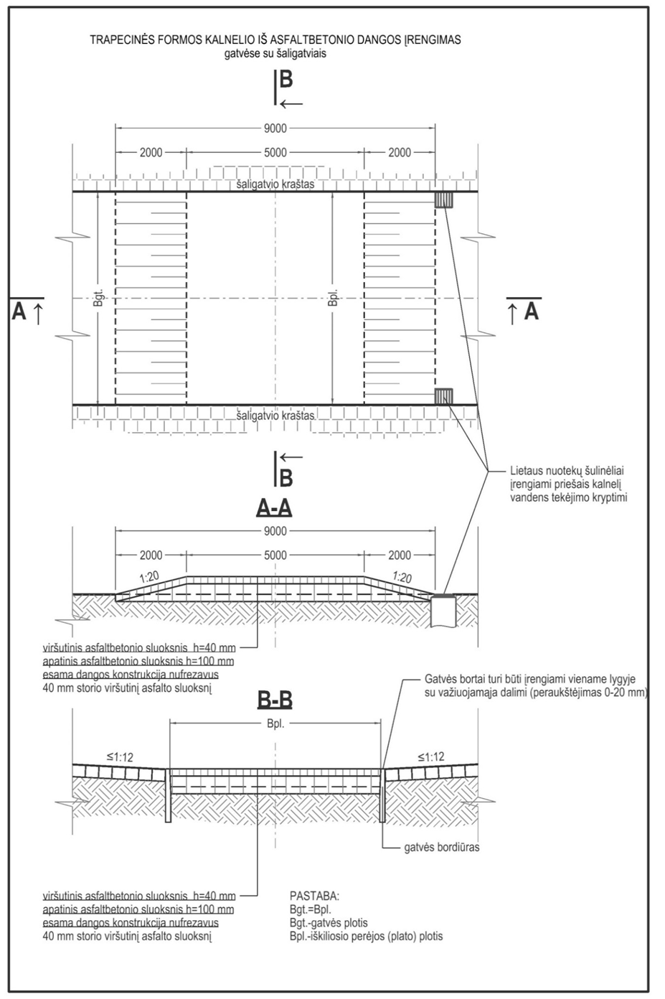 TRAPECINĖS FORMOS KALNELIO IŠ ASFALTBETONIO DANGOS ĮRENGIMAS
gatvėse su šaligatviais
B
9000
2000
5000
2000
šaligatvio kraštas
Bgt.
Bpl.
A
A
šaligatvio kraštas
B
Lietaus nuotekų šulinėliai
įrengiami priešais kalnelį
vandens tekėjimo kryptimi
A-A
9000
2000
5000
2000
1:20
1:20
viršutinis asfaltbetonio sluoksnis h=40 mm
apatinis asfaltbetonio sluoksnis h=100 mm
esama dangos konstrukcija nufrezavus
40 mm storio viršutinį asfalto sluoksnį
Gatvės bortai turi būti įrengiami viename lygyje
su važiuojamąja dalimi (peraukštėjimas 0-20 mm)
B-B
Bpl.
≤1:12
≤1:12
gatvės bordiūras
viršutinis asfaltbetonio sluoksnis h=40 mm
apatinis asfaltbetonio sluoksnis h=100 mm
esama dangos konstrukcija nufrezavus
40 mm storio viršutinį asfalto sluoksnį
PASTABA:
Bgt.=Bpl.
Bgt.-gatvės plotis
Bpl.-iškiliosio perėjos (plato) plotis